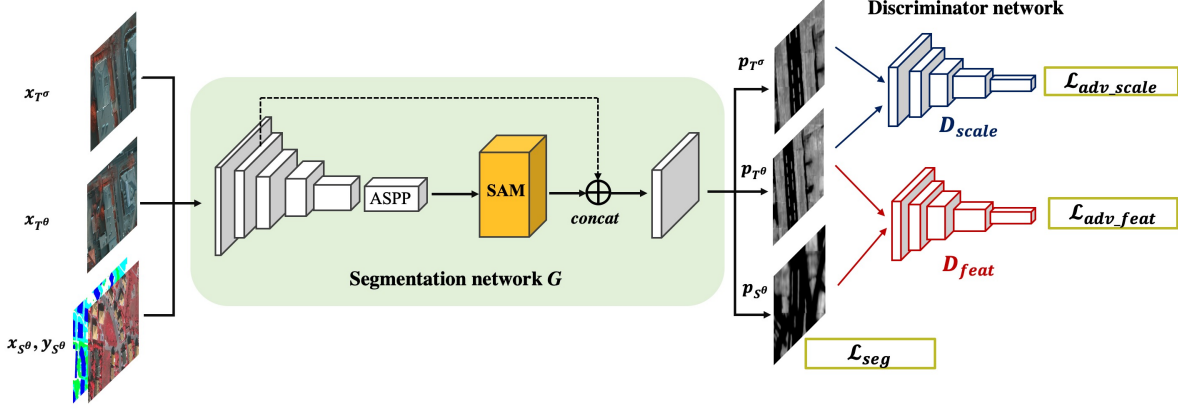 Discriminator network
x_{T^σ}
p_{T^σ}
ℒ_{adv_scale}
D_{scale}
x_{T^θ}
ASPP
SAM
concat
p_{T^θ}
ℒ_{adv_feat}
D_{feat}
Segmentation network G
x_{S^θ}, y_{S^θ}
p_{S^θ}
ℒ_{seg}